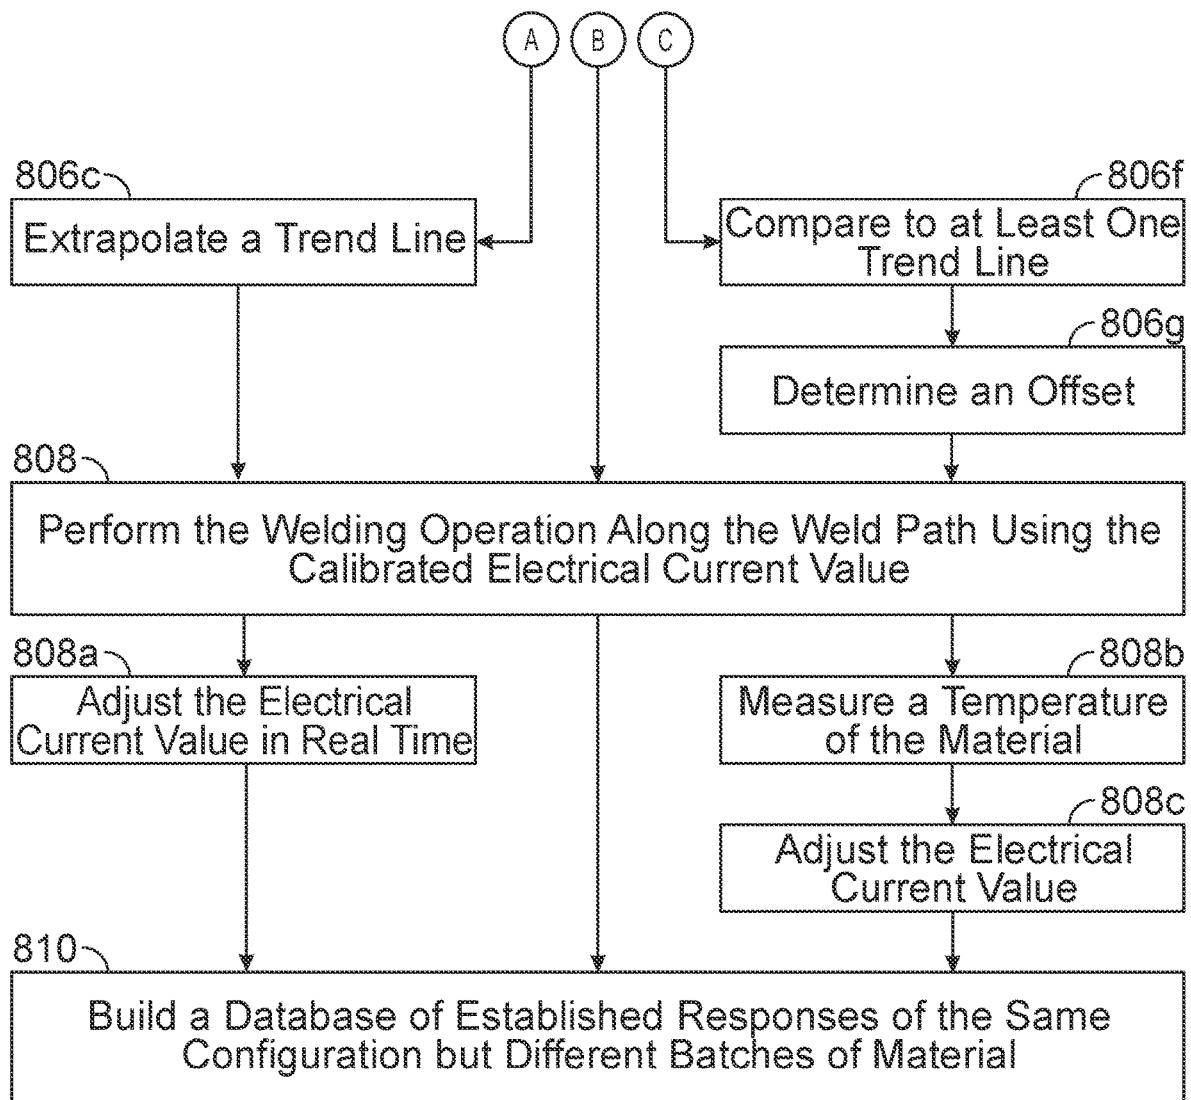 A B C
806c
Extrapolate a Trend Line
806f
Compare to at Least One
Trend Line
806g
Determine an Offset
808
Perform the Welding Operation Along the Weld Path Using the
Calibrated Electrical Current Value
808a
Adjust the Electrical
Current Value in Real Time
808b
Measure a Temperature
of the Material
808c
Adjust the Electrical
Current Value
810
Build a Database of Established Responses of the Same
Configuration but Different Batches of Material